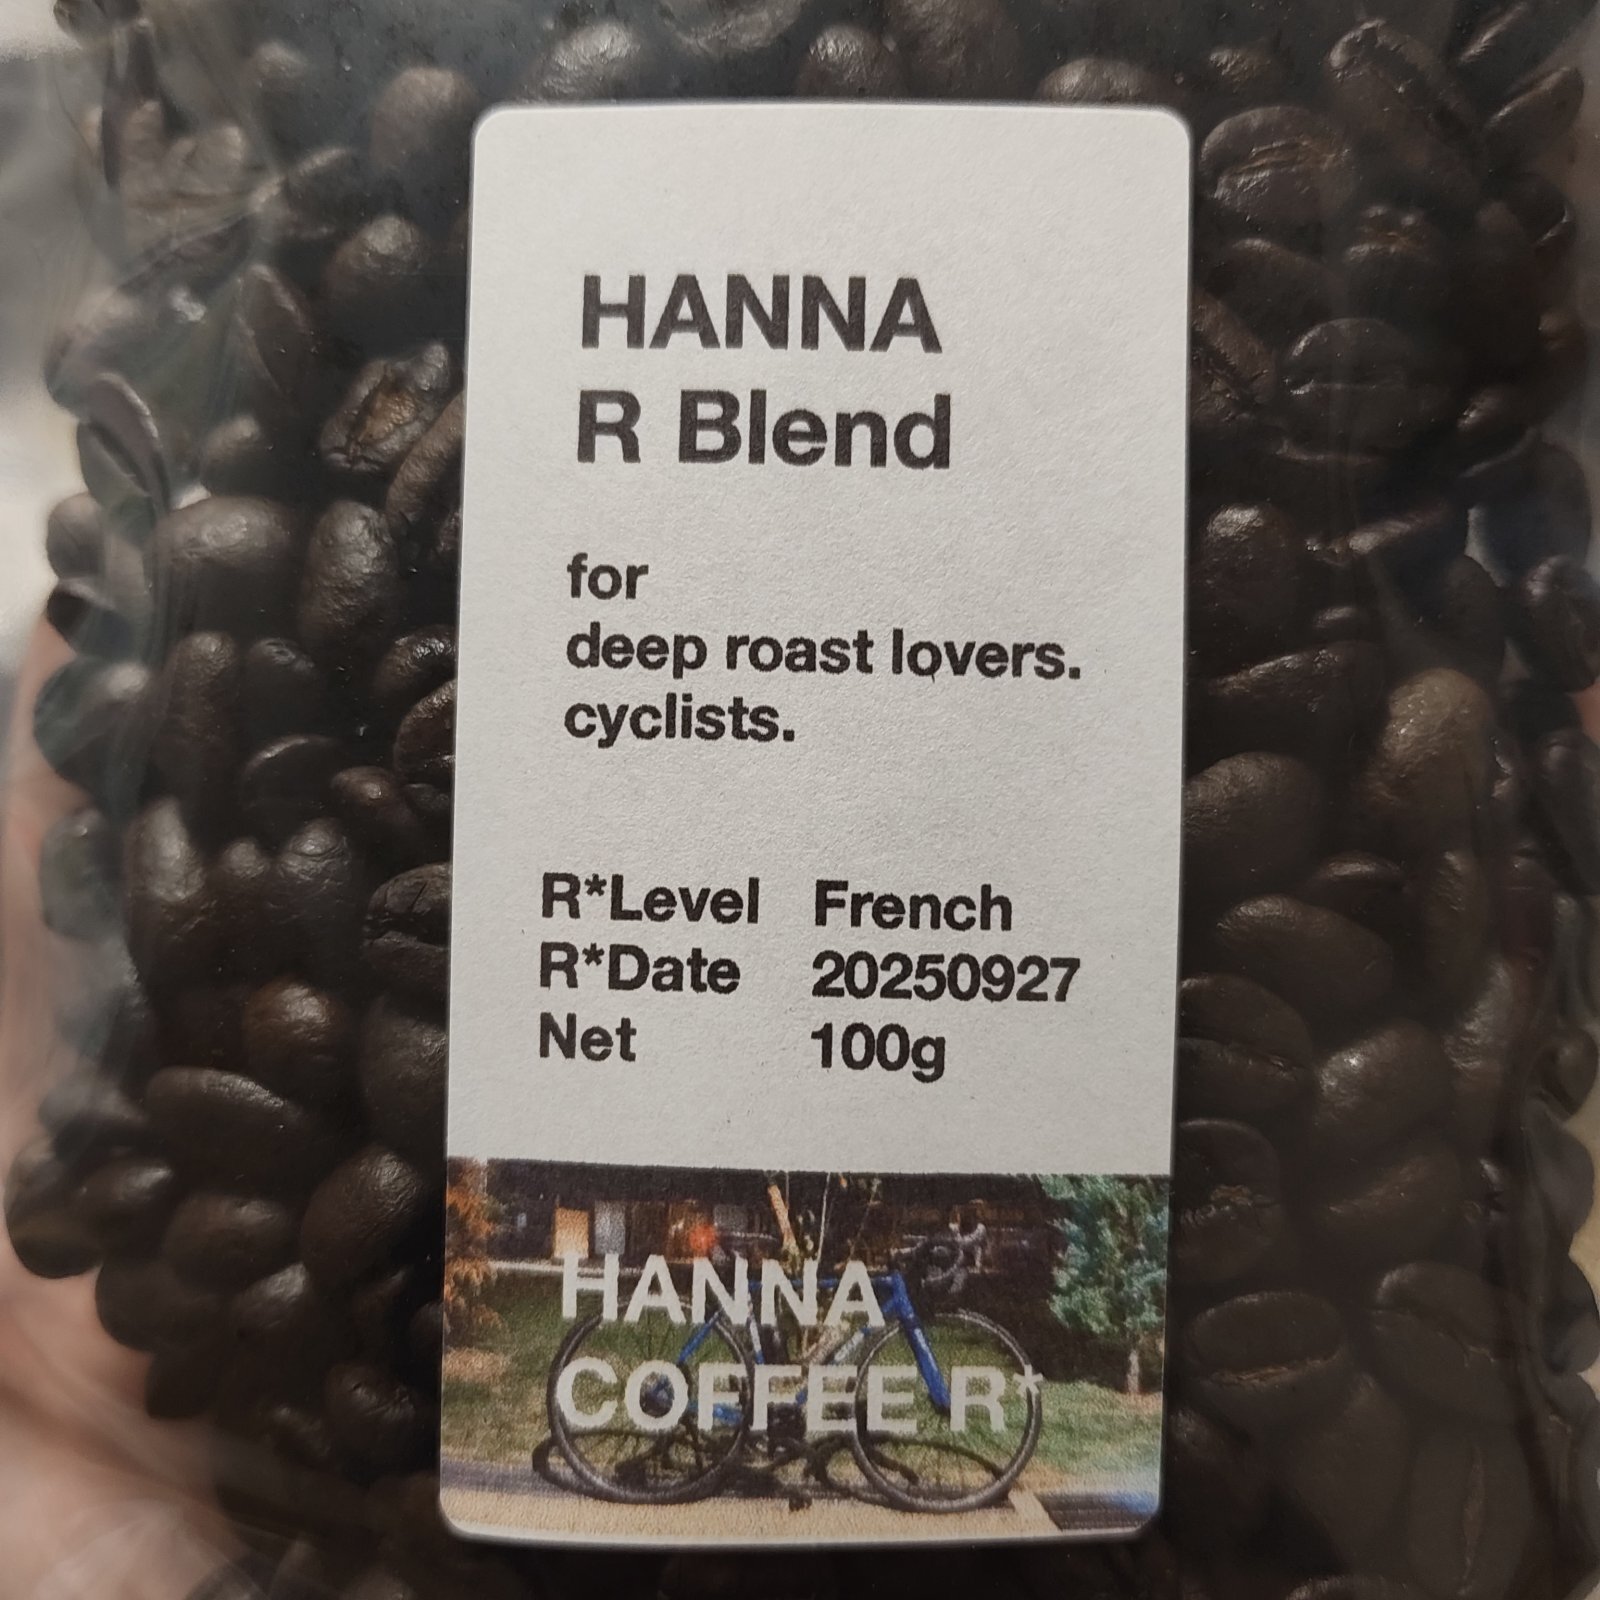 HANNA
R Blend
for
deep roast lovers.
cyclists.
R*Level French
R*Date 20250927
Net 100g
HANNA
COFFEE R*